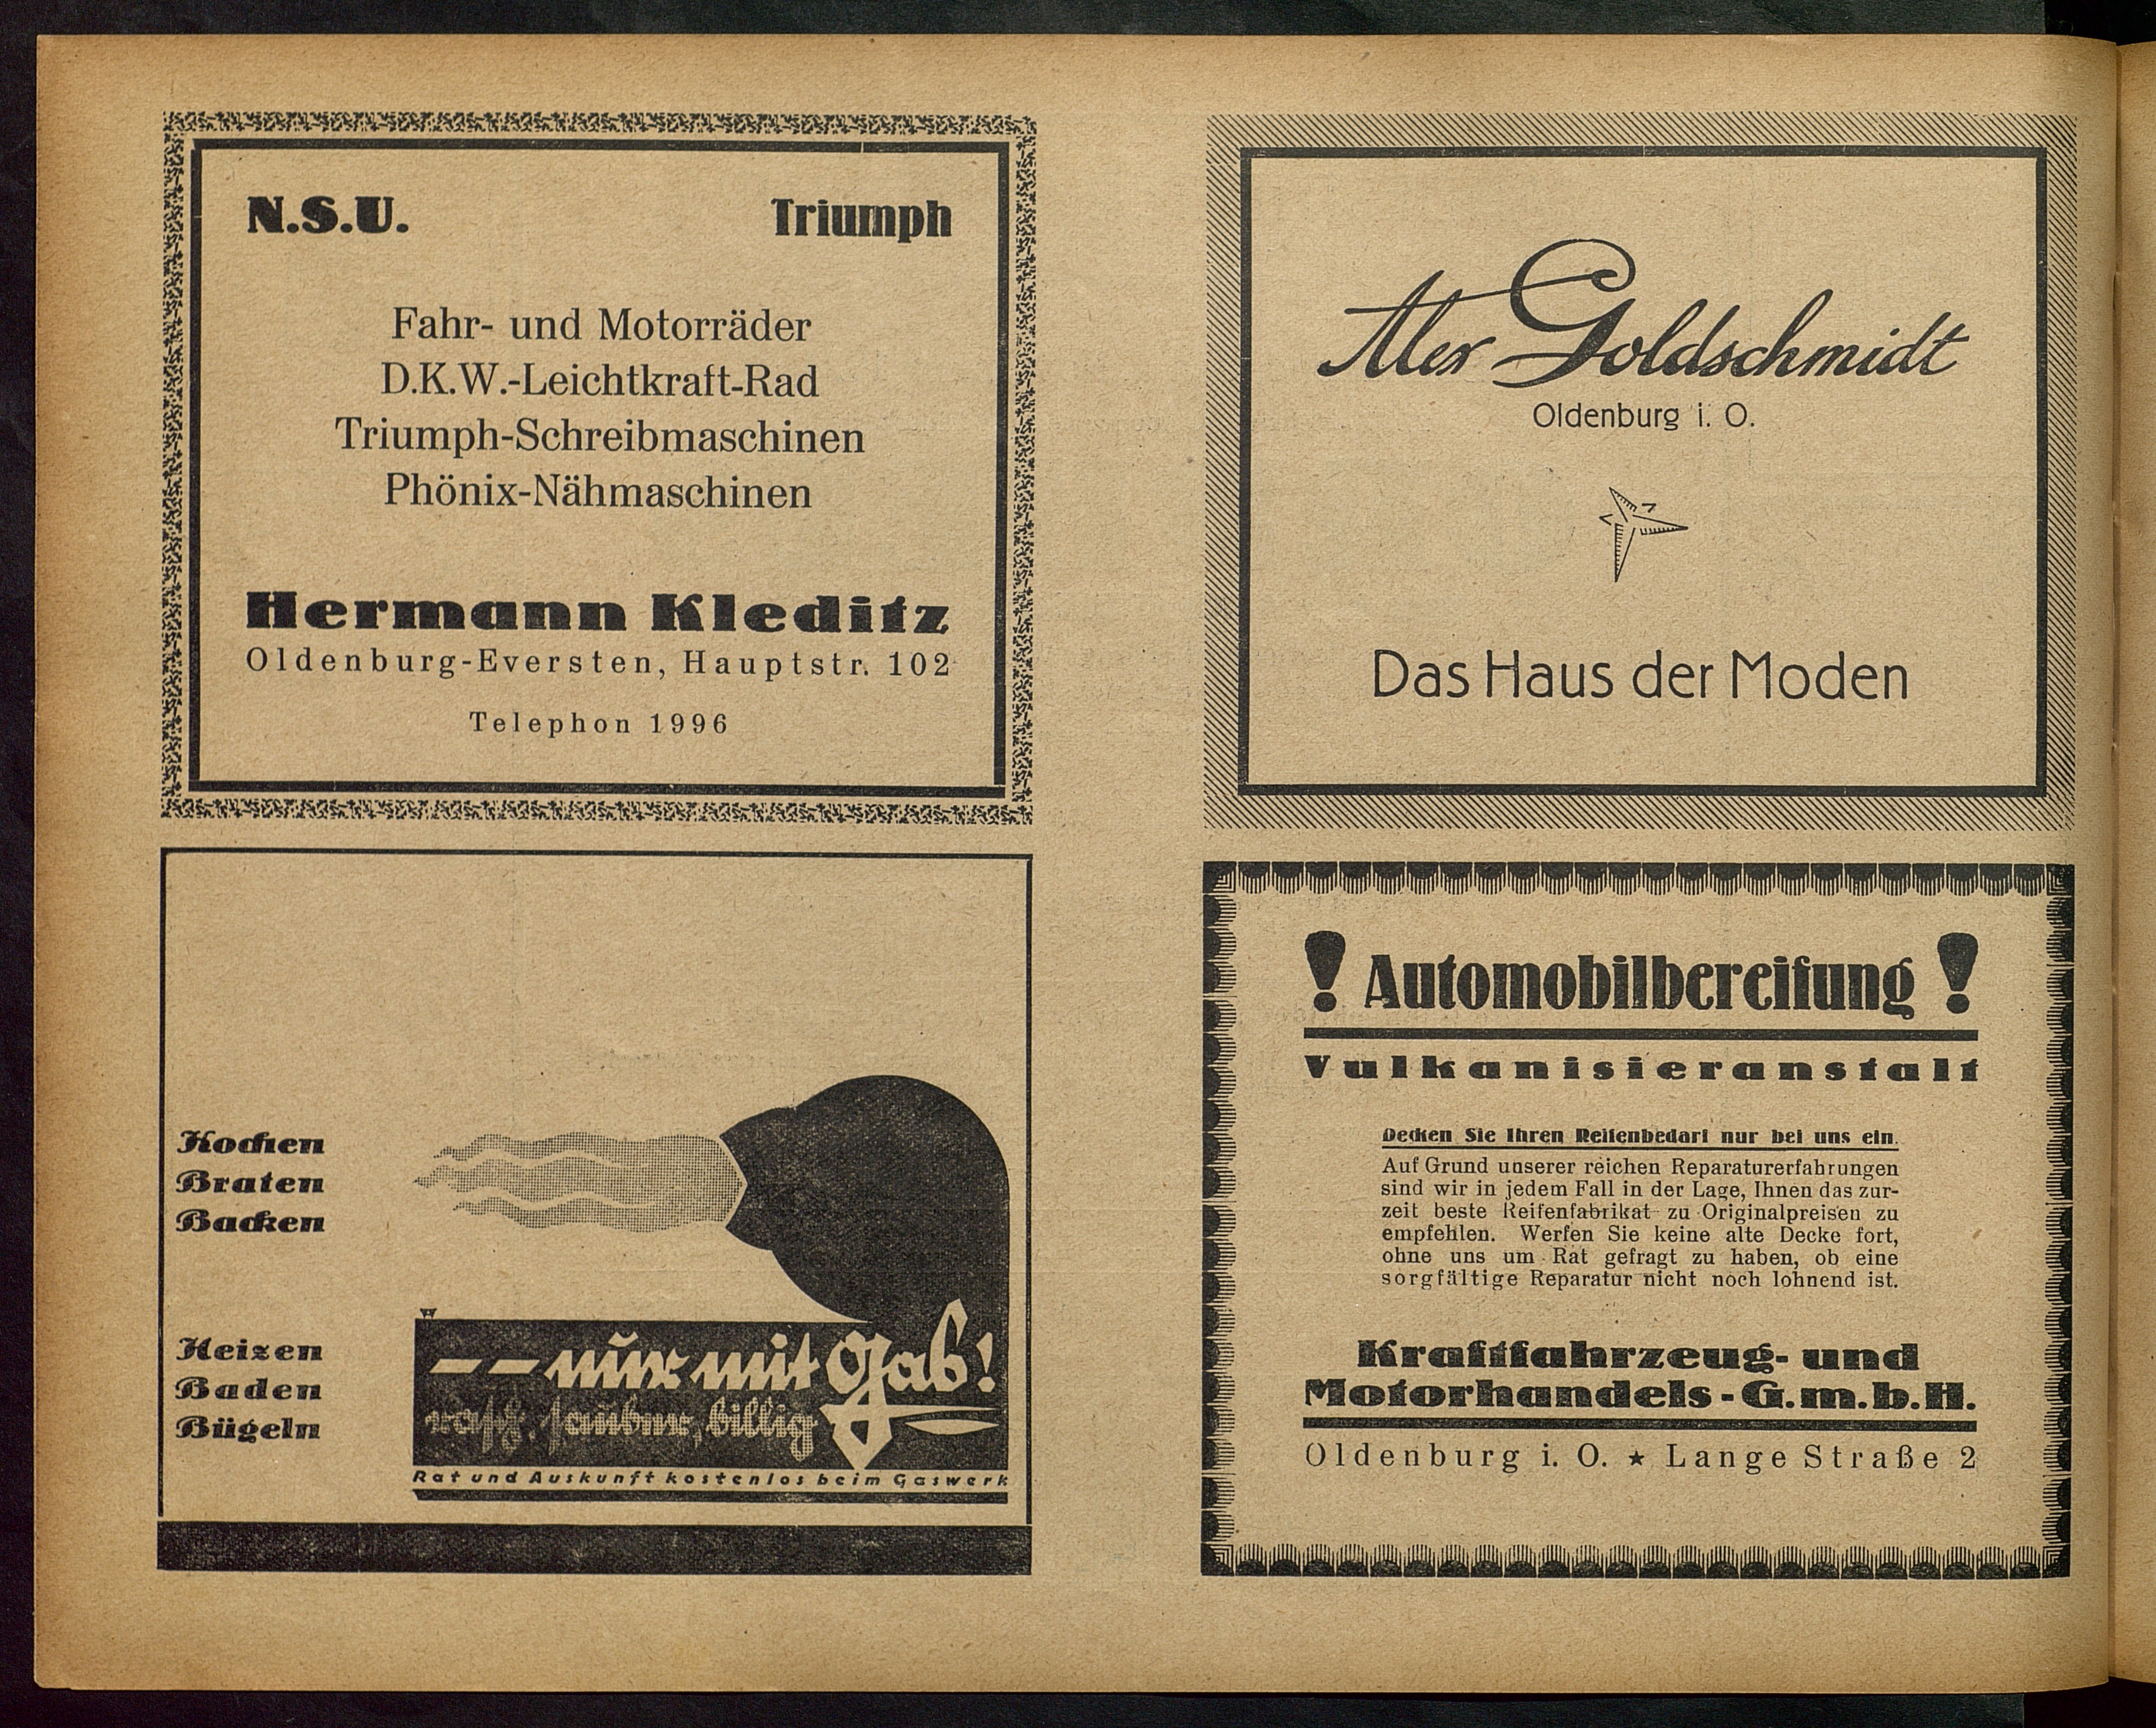 N.S.U. Triumph
Fahr- und Motorräder
D.K.W.-Leichtkraft-Rad
Triumph-Schreibmaschinen
Phönix-Nähmaschinen
Hermann Kleditz
Oldenburg-Eversten, Hauptstr. 102
Telephon 1996
Kochen
Braten
Backen
Heizen
Baden
Bügeln
-- nur mit Gas!
rasch, sauber, billig
Rat und Auskunft kostenlos beim Gaswerk
Alex Goldschmidt
Oldenburg i. O.
Das Haus der Moden
! Automobilbereifung !
Vulkanisieranstalt
Decken Sie Ihren Reifenbedarf nur bei uns ein.
Auf Grund unserer reichen Reparaturerfahrungen
sind wir in jedem Fall in der Lage, Ihnen das zur-
zeit beste Reifenfabrikat zu Originalpreisen zu
empfehlen. Werfen Sie keine alte Decke fort,
ohne uns um Rat gefragt zu haben, ob eine
sorgfältige Reparatur nicht noch lohnend ist.
Kraftfahrzeug- und
Motorhandels-G.m.b.H.
Oldenburg i. O. ★ Lange Straße 2